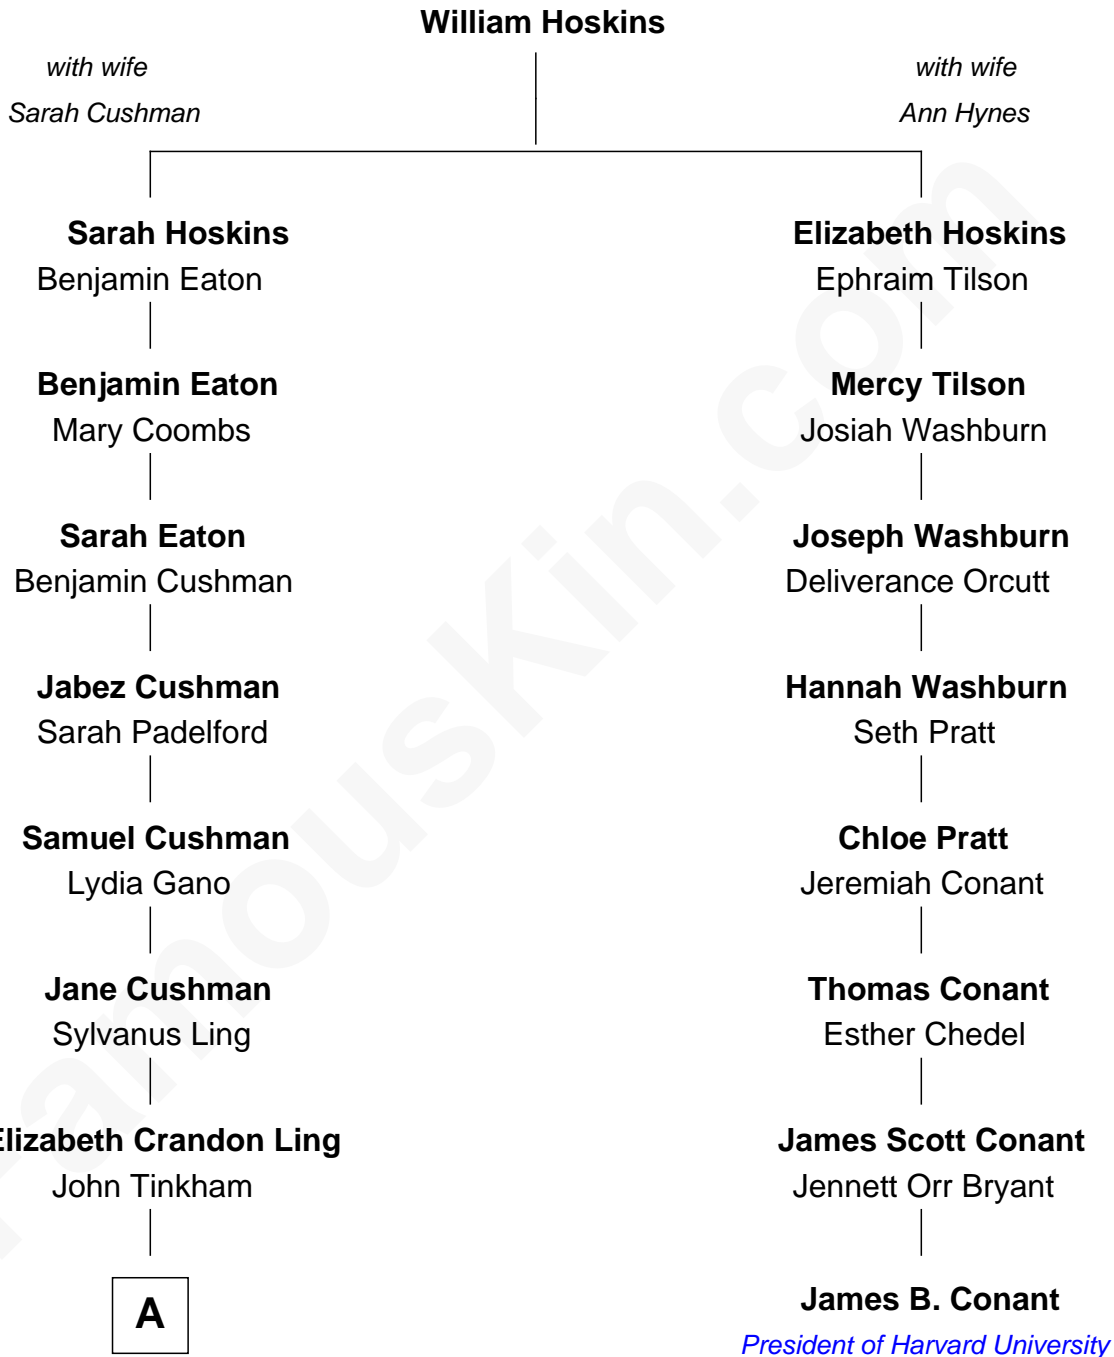 William Hoskins
with wife
Sarah Cushman
with wife
Ann Hynes
Sarah Hoskins
Benjamin Eaton
Elizabeth Hoskins
Ephraim Tilson
Benjamin Eaton
Mary Coombs
Mercy Tilson
Josiah Washburn
Sarah Eaton
Benjamin Cushman
Joseph Washburn
Deliverance Orcutt
Jabez Cushman
Sarah Padelford
Hannah Washburn
Seth Pratt
Samuel Cushman
Lydia Gano
Chloe Pratt
Jeremiah Conant
Jane Cushman
Sylvanus Ling
Thomas Conant
Esther Chedel
Elizabeth Crandon Ling
John Tinkham
James Scott Conant
Jennett Orr Bryant
A
James B. Conant
President of Harvard University
FamousKin.com